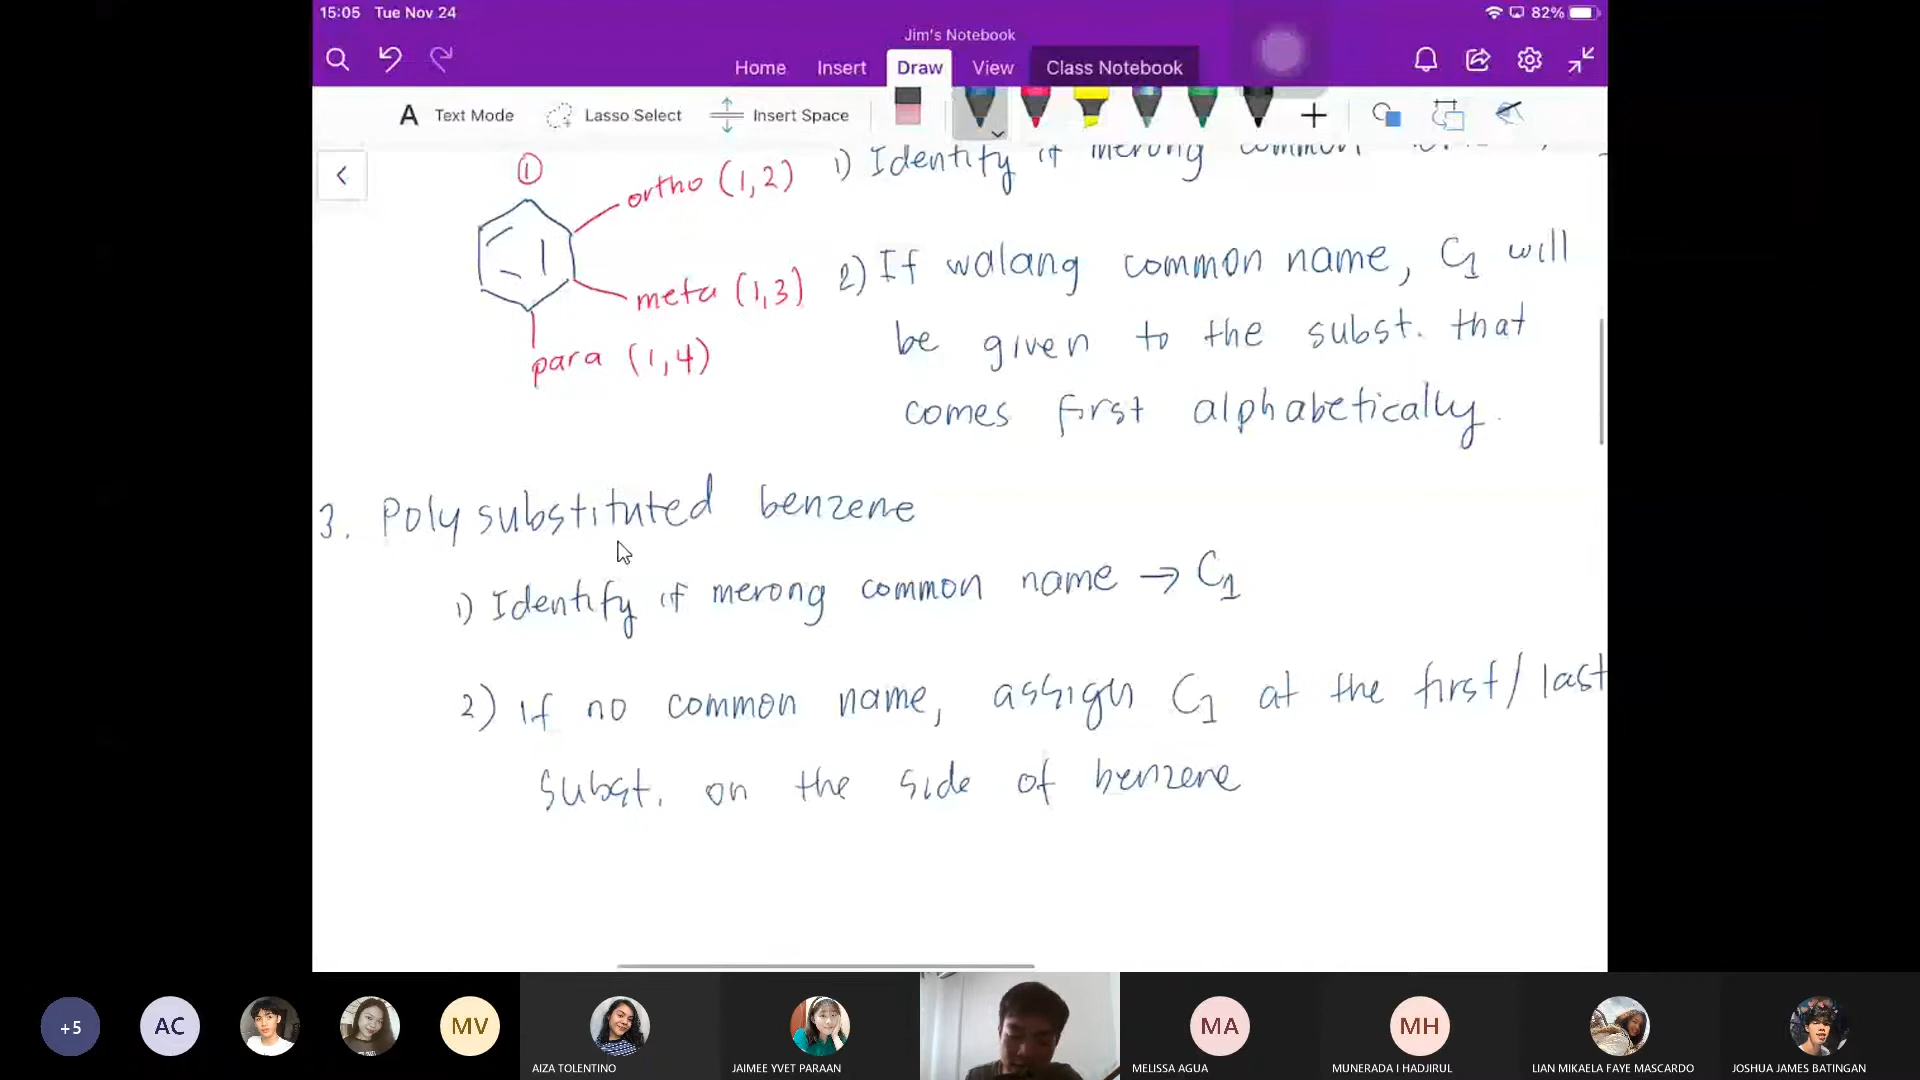 15:05 Tue Nov 24
82%
Jim's Notebook
Home Insert Draw View Class Notebook
A Text Mode Lasso Select Insert Space
1
ortho (1,2)
meta (1,3)
para (1,4)
1) Identify if merong common
2) If walang common name, C1 will
be given to the subst. that
comes first alphabetically.
3. Poly substituted benzene
1) Identify if merong common name → C1
2) if no common name, assign C1 at the first/last
subst. on the side of benzene
+5 AC MV MA MH
AIZA TOLENTINO JAIMEE YVET PARAAN MELISSA AGUA MUNERADA I HADJIRUL LIAN MIKAELA FAYE MASCARDO JOSHUA JAMES BATINGAN